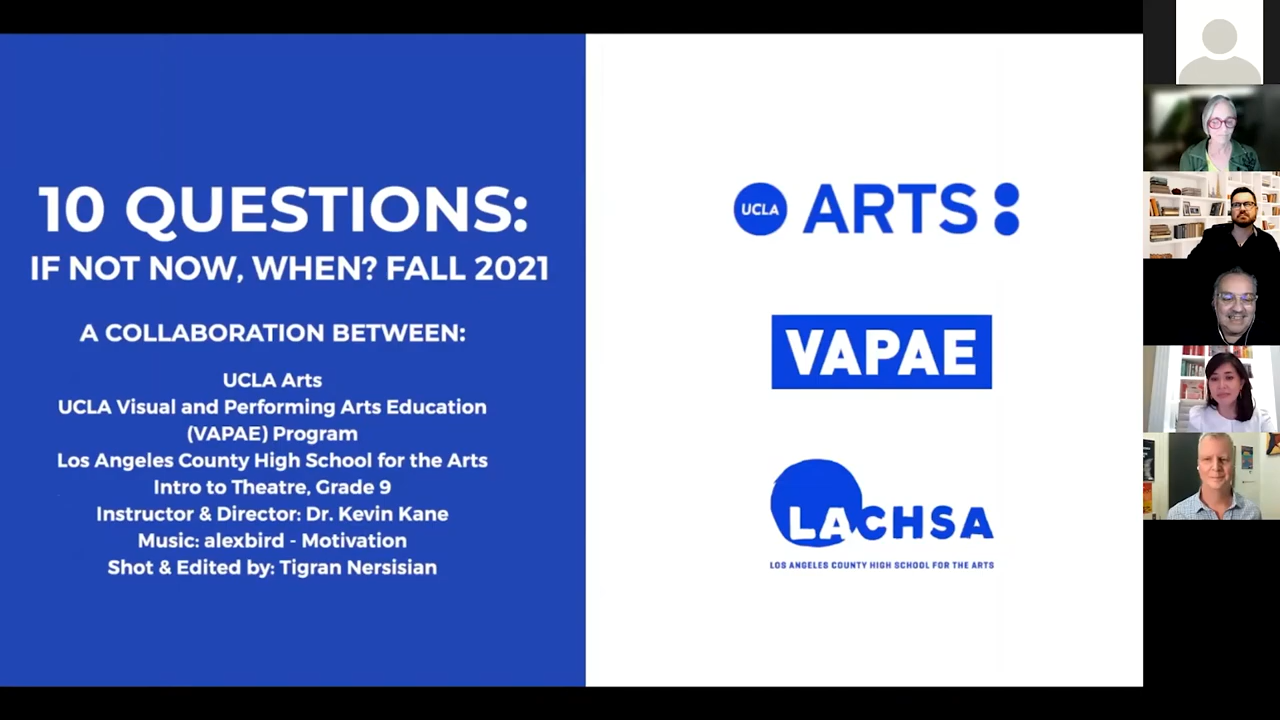 10 QUESTIONS:
IF NOT NOW, WHEN? FALL 2021
A COLLABORATION BETWEEN:
UCLA Arts
UCLA Visual and Performing Arts Education
(VAPAE) Program
Los Angeles County High School for the Arts
Intro to Theatre, Grade 9
Instructor & Director: Dr. Kevin Kane
Music: alexbird - Motivation
Shot & Edited by: Tigran Nersisian
UCLA ARTS:
VAPAE
LACHSA
LOS ANGELES COUNTY HIGH SCHOOL FOR THE ARTS